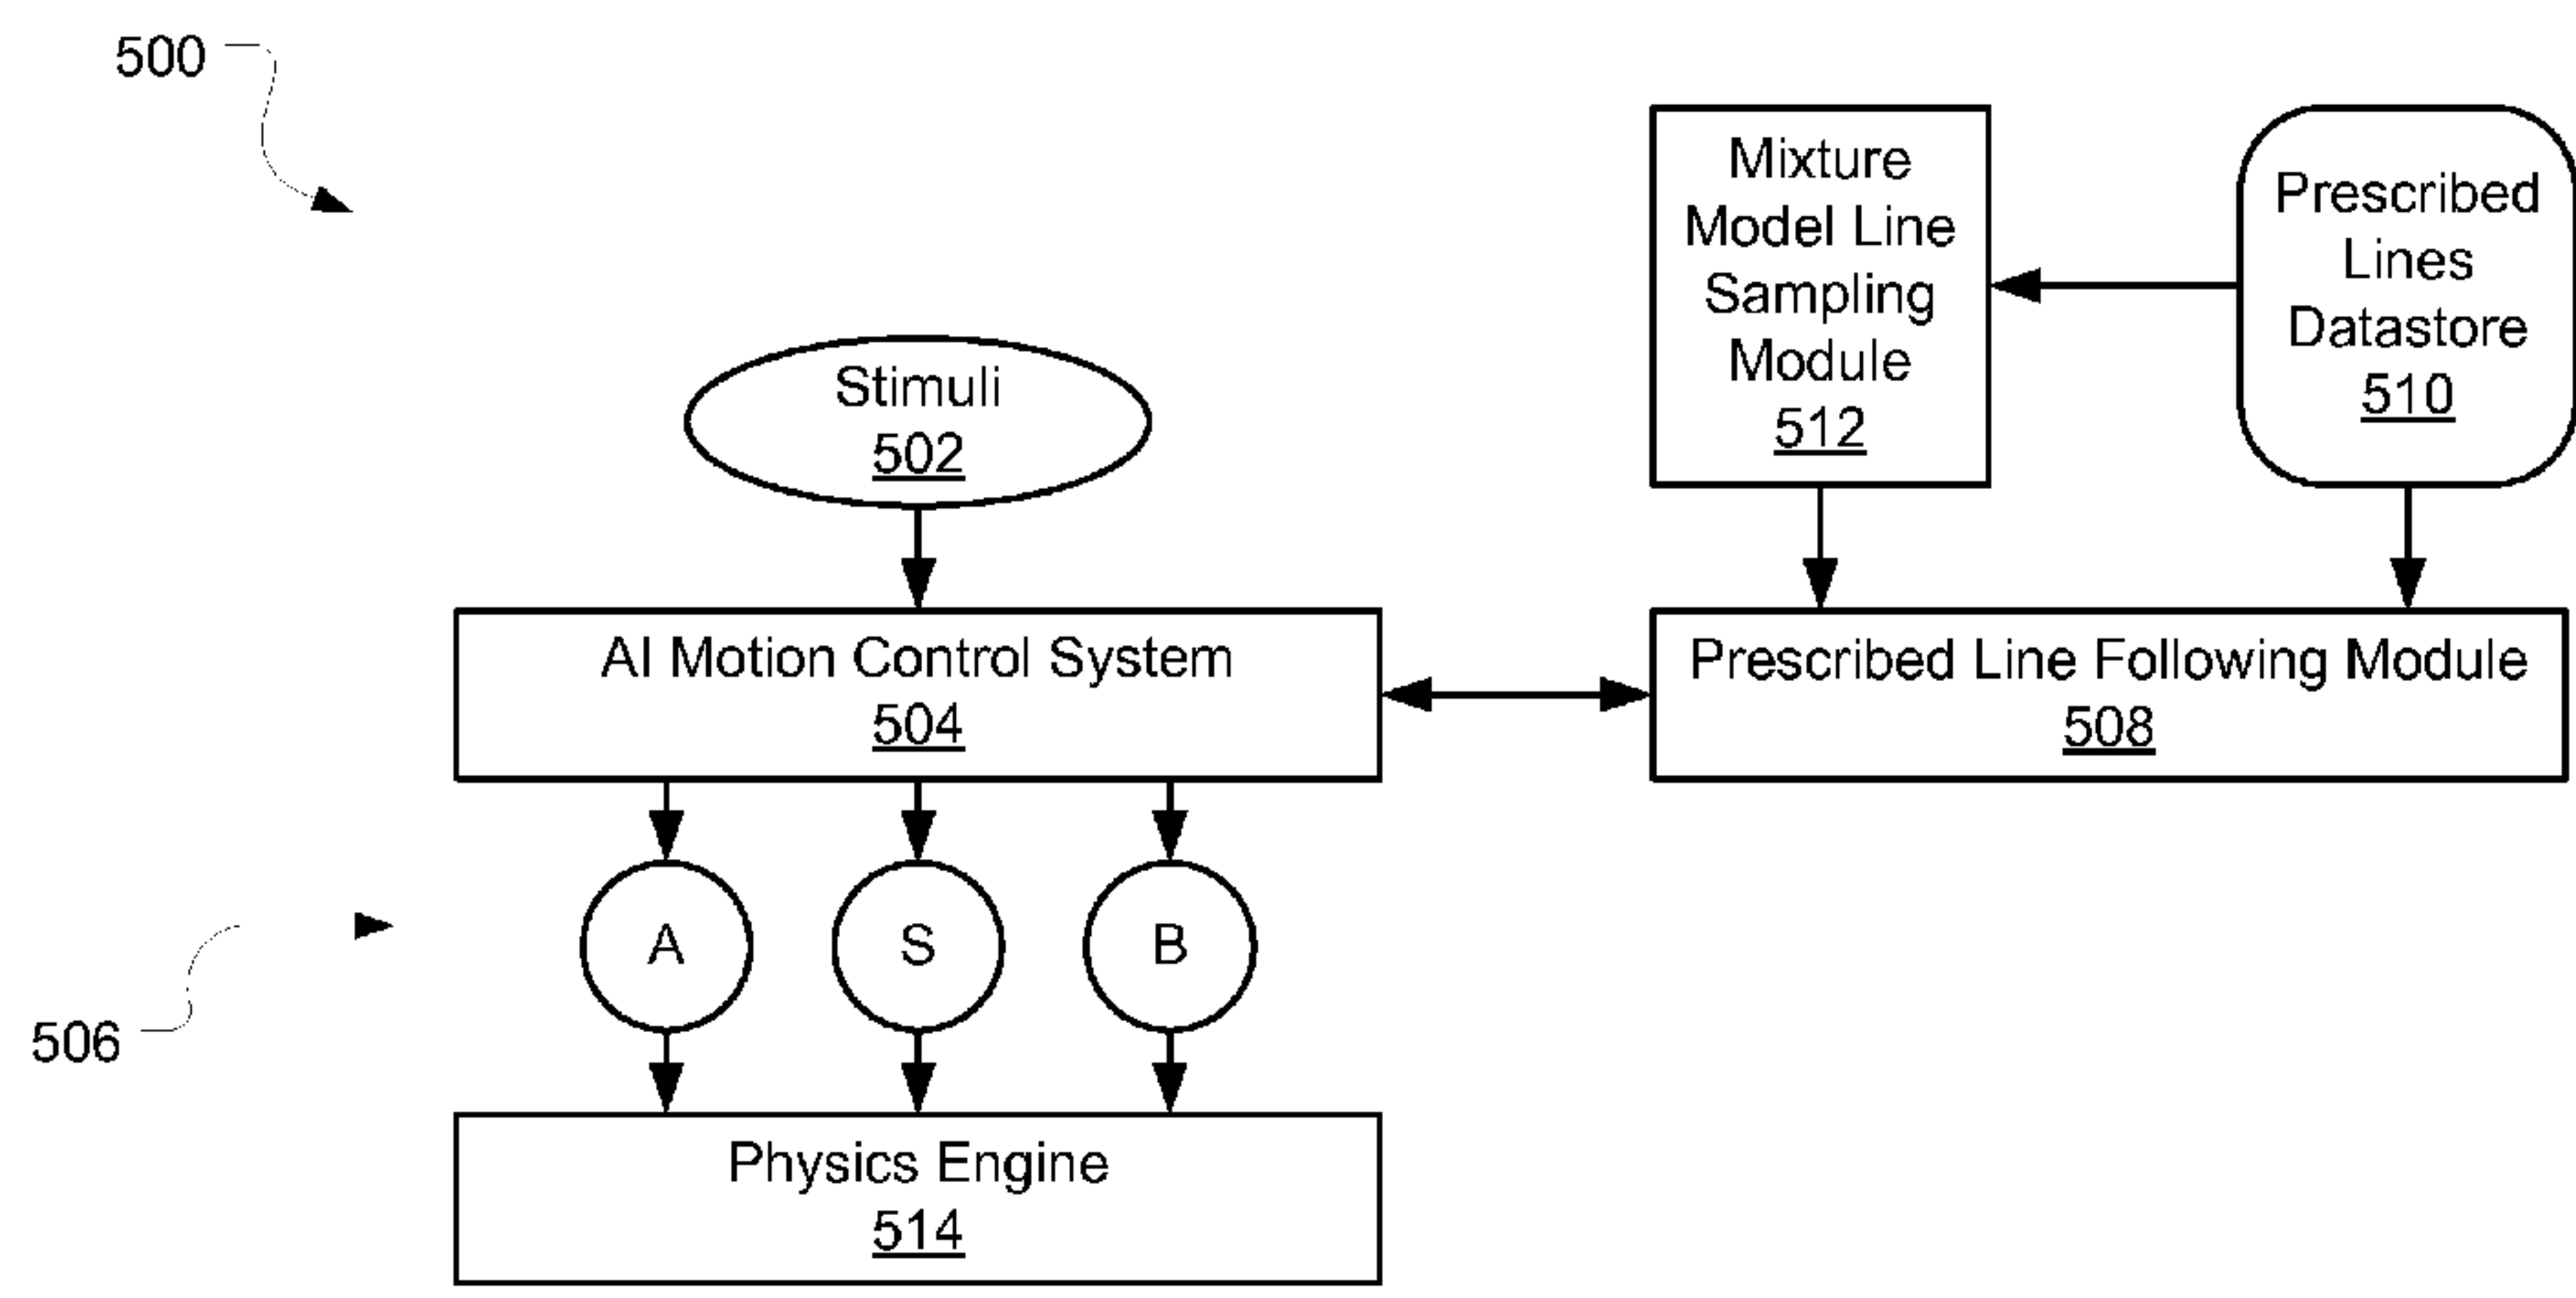 500
Mixture
Model Line
Sampling
Module
512
Prescribed
Lines
Datastore
510
Stimuli
502
AI Motion Control System
504
Prescribed Line Following Module
508
A
S
B
506
Physics Engine
514